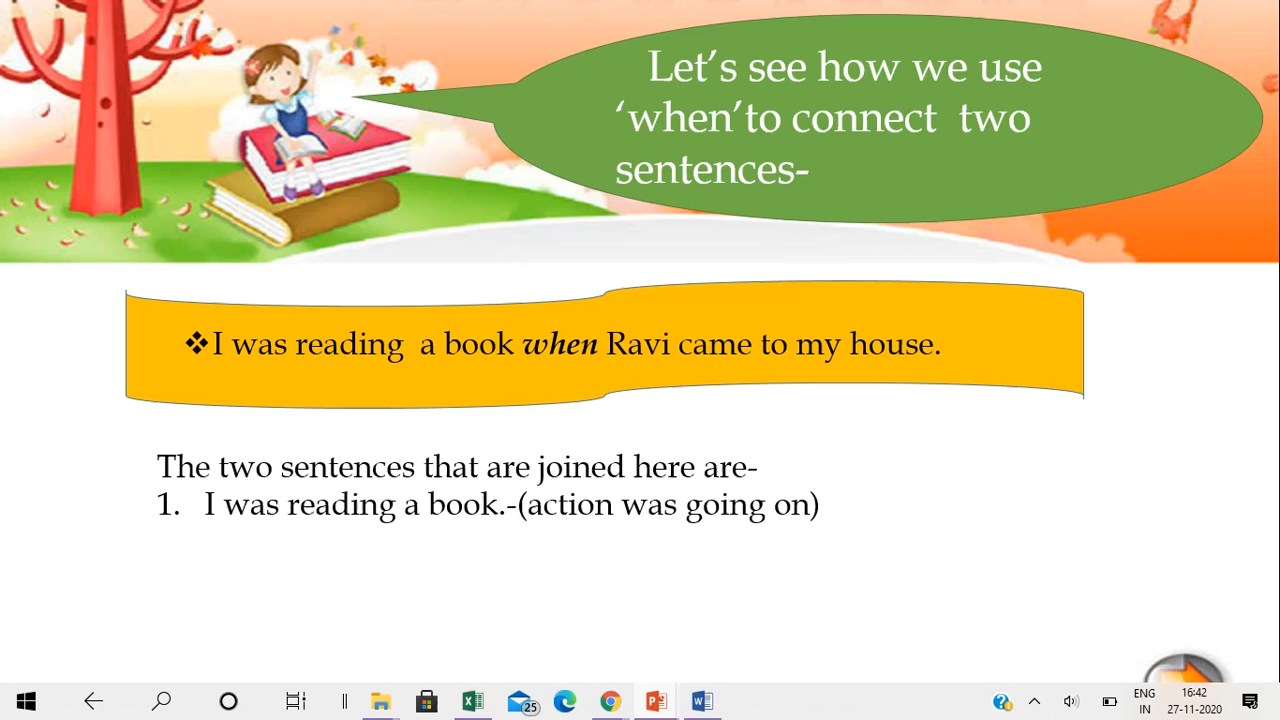 Let’s see how we use
‘when’to connect  two
sentences-
❖I was reading  a book when Ravi came to my house.
The two sentences that are joined here are-
1.   I was reading a book.-(action was going on)
25
ENG
IN
16:42
27-11-2020